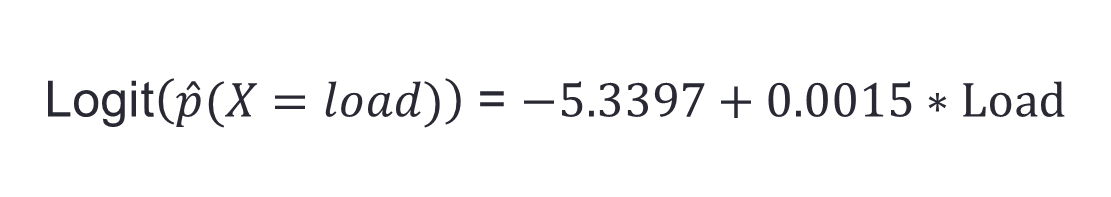 Logit(p̂(X = load)) = −5.3397 + 0.0015 * Load